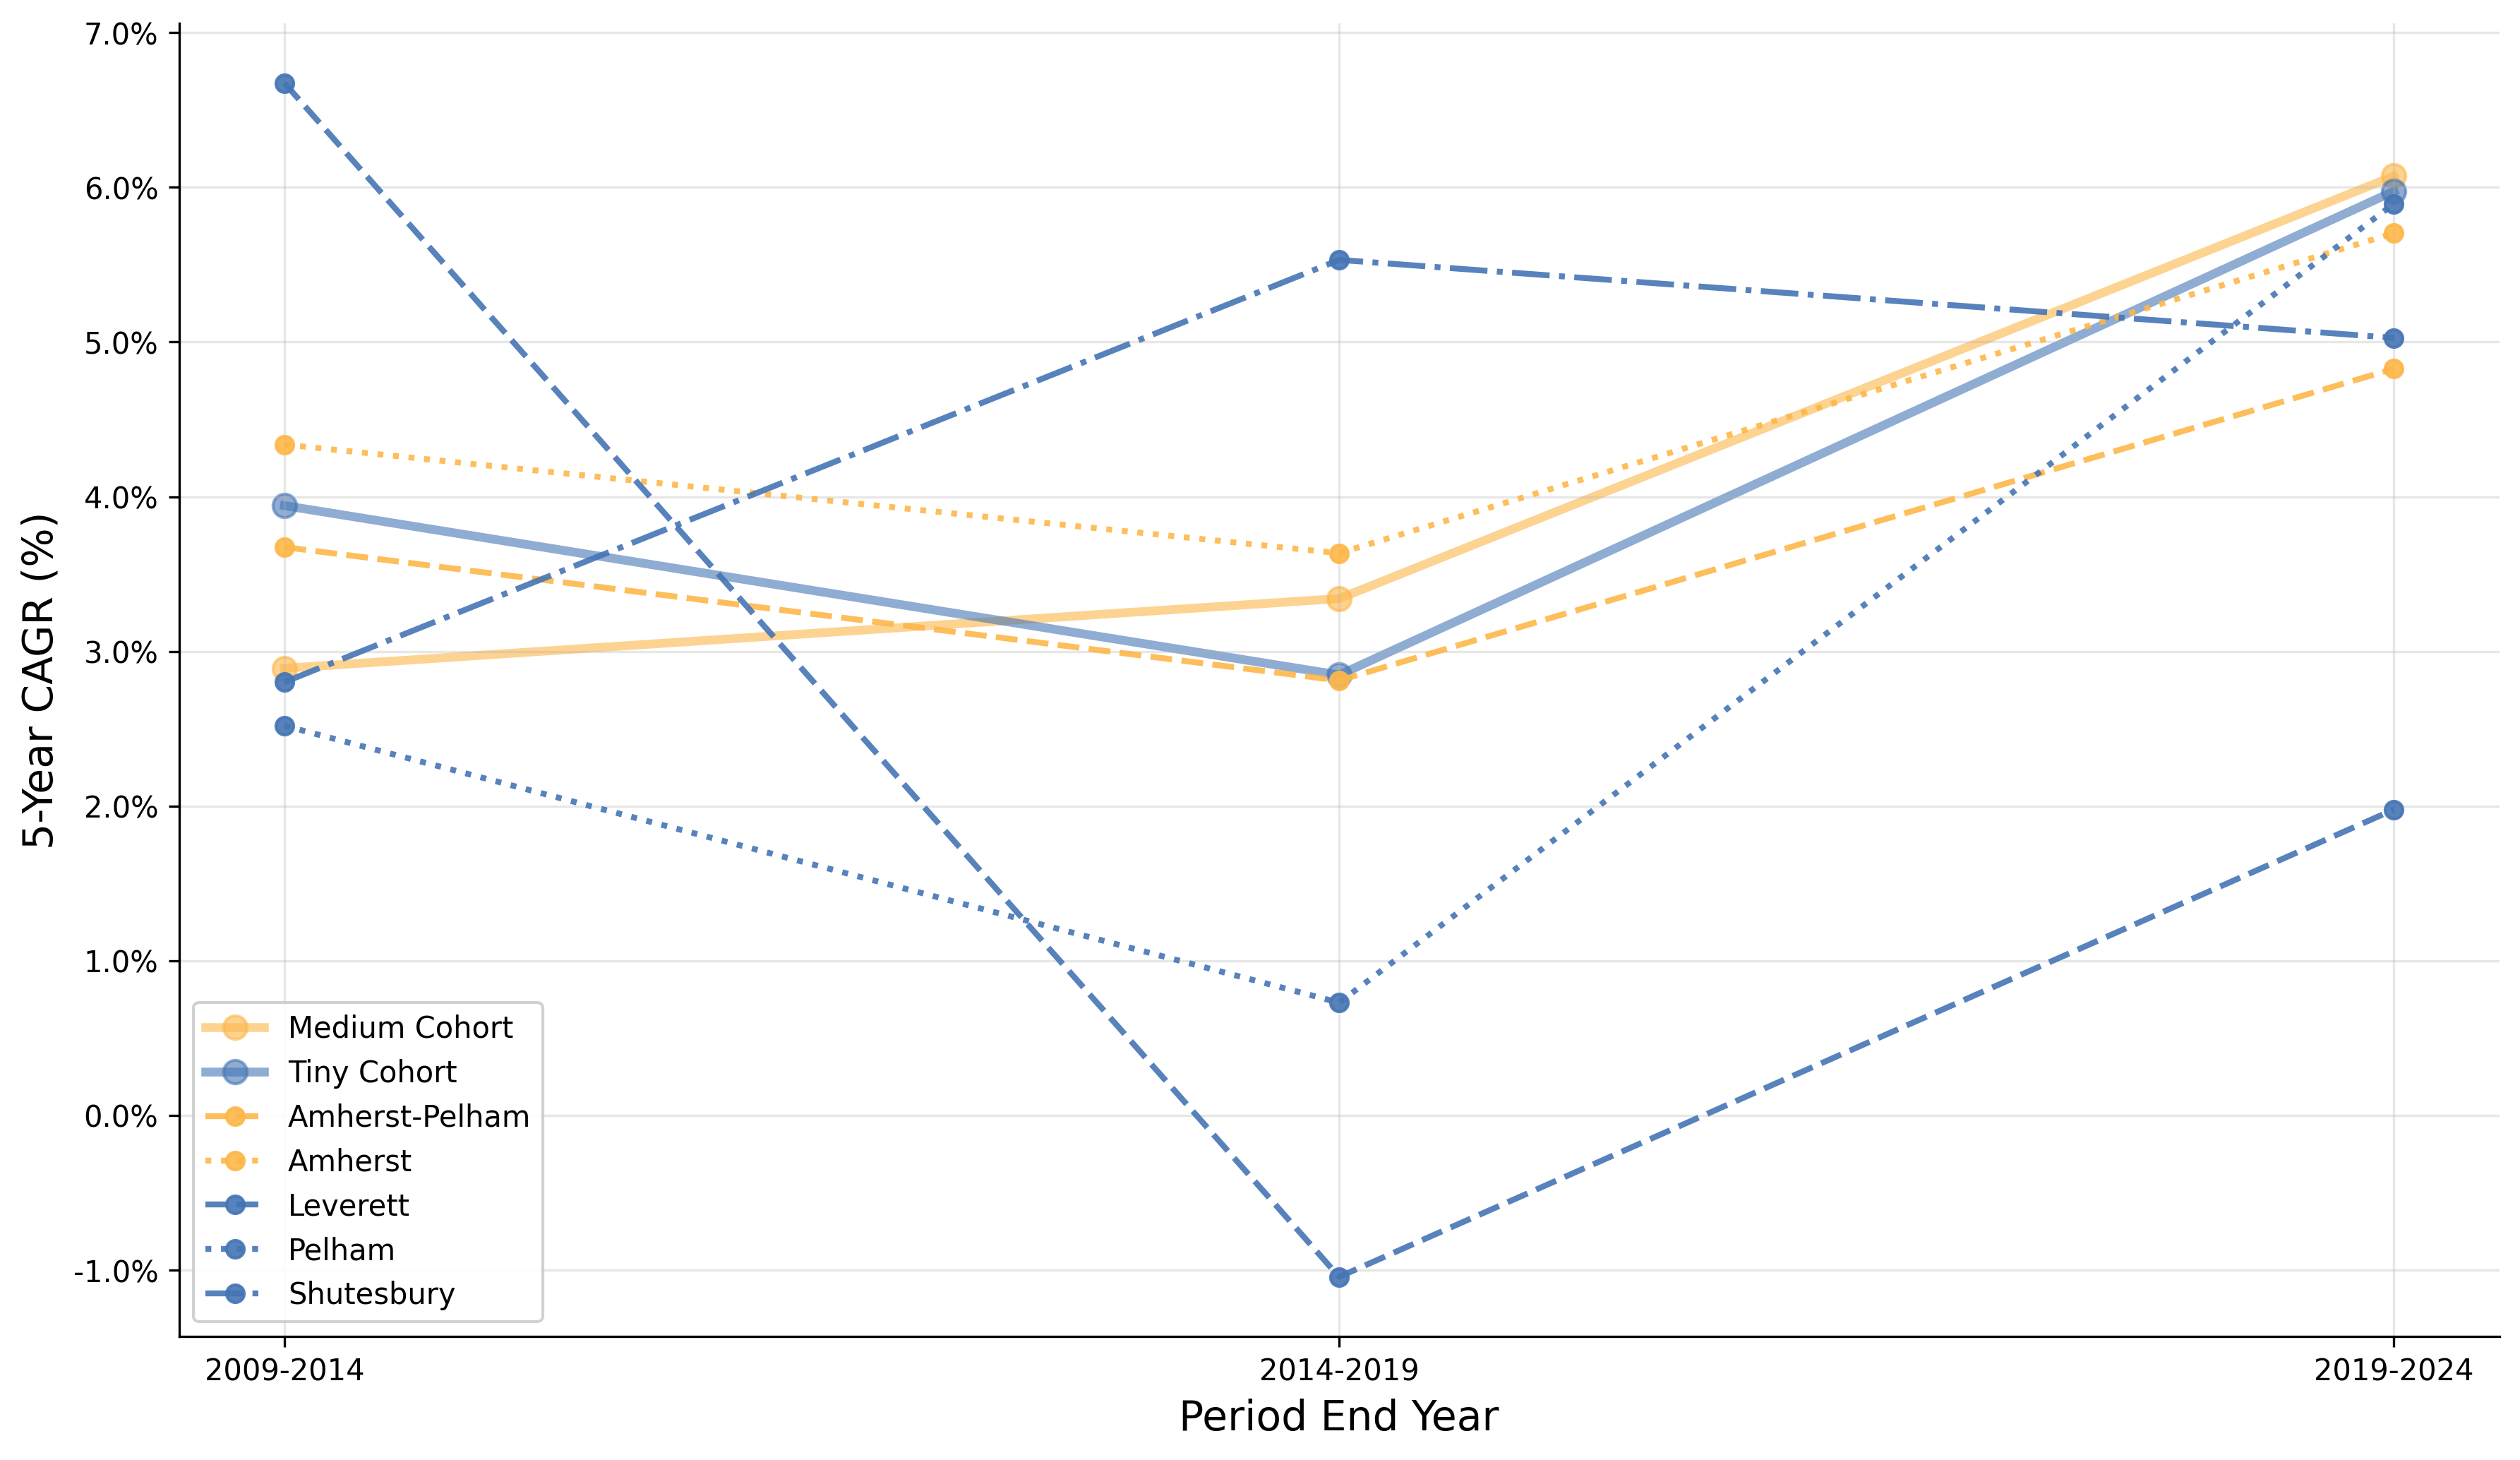 7.0%
6.0%
5.0%
4.0%
3.0%
2.0%
1.0%
0.0%
-1.0%
5-Year CAGR (%)
Medium Cohort
Tiny Cohort
Amherst-Pelham
Amherst
Leverett
Pelham
Shutesbury
2009-2014
2014-2019
2019-2024
Period End Year